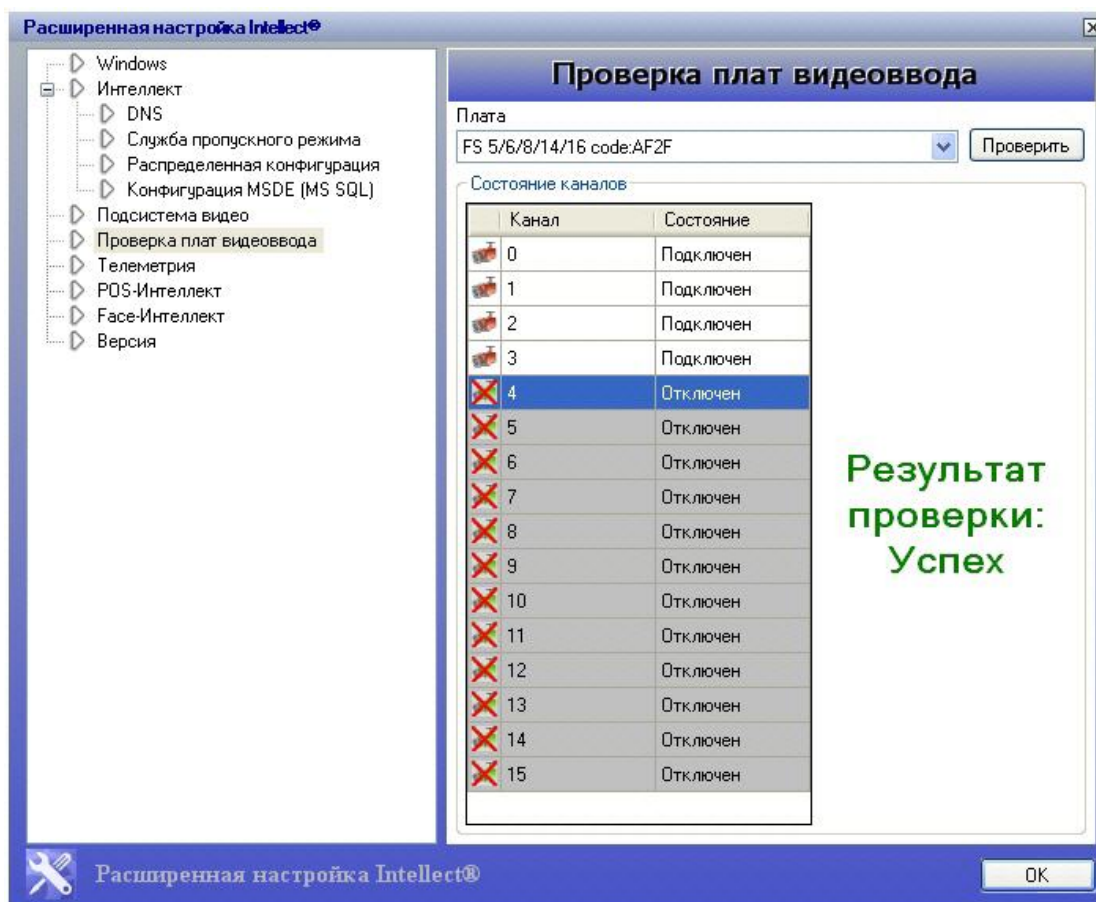 Расширенная настройка Intellect®
Windows
Интеллект
DNS
Служба пропускного режима
Распределенная конфигурация
Конфигурация MSDE (MS SQL)
Подсистема видео
Проверка плат видеоввода
Телеметрия
POS-Интеллект
Face-Интеллект
Версия
Проверка плат видеоввода
Плата
FS 5/6/8/14/16 code:AF2F
Проверить
Состояние каналов
Канал Состояние
0 Подключен
1 Подключен
2 Подключен
3 Подключен
4 Отключен
5 Отключен
6 Отключен
7 Отключен
8 Отключен
9 Отключен
10 Отключен
11 Отключен
12 Отключен
13 Отключен
14 Отключен
15 Отключен
Результат
проверки:
Успех
Расширенная настройка Intellect®
OK